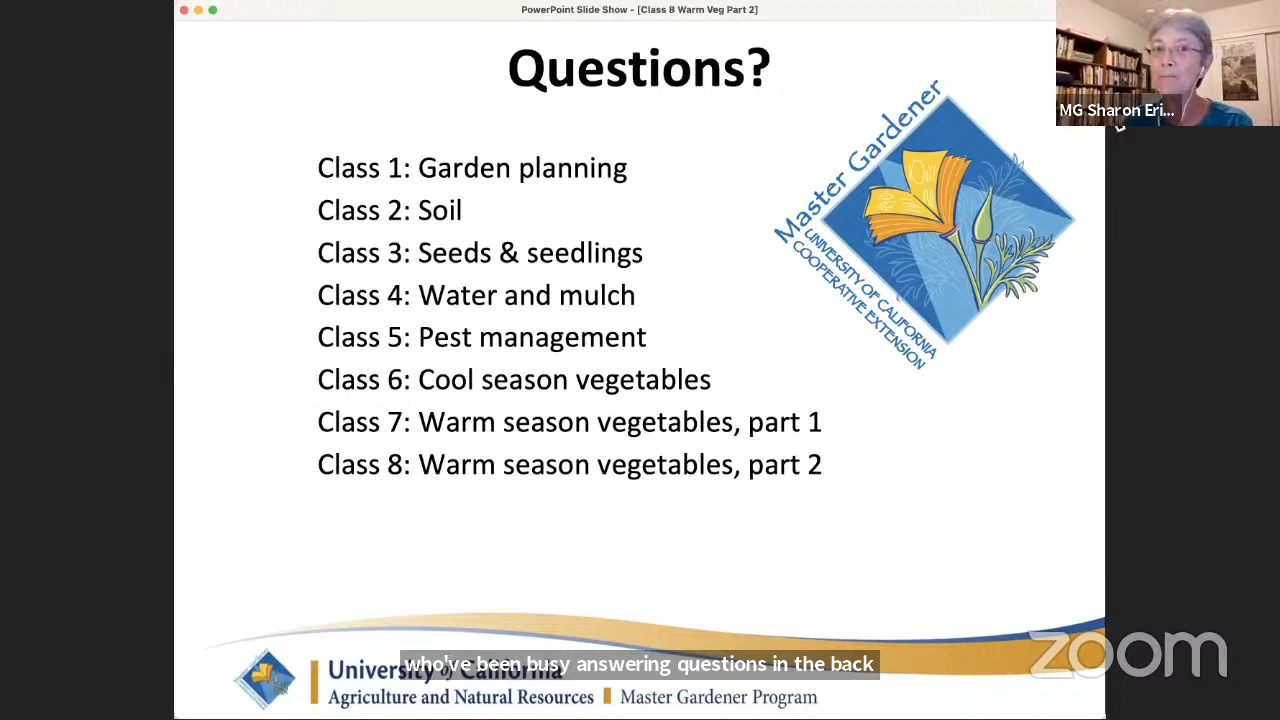 PowerPoint Slide Show - [Class 8 Warm Veg Part 2]
Questions?
MG Sharon Eri...
Master Gardener
UNIVERSITY OF CALIFORNIA
COOPERATIVE EXTENSION
Class 1: Garden planning
Class 2: Soil
Class 3: Seeds & seedlings
Class 4: Water and mulch
Class 5: Pest management
Class 6: Cool season vegetables
Class 7: Warm season vegetables, part 1
Class 8: Warm season vegetables, part 2
who've been busy answering questions in the back
University of California
Agriculture and Natural Resources Master Gardener Program
zoom